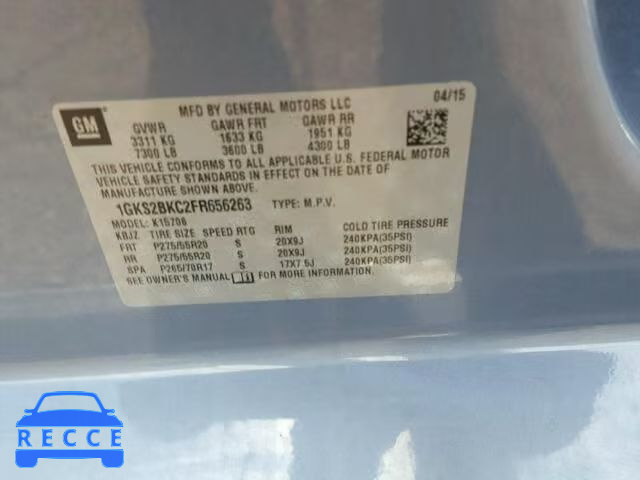 GM
MFD BY GENERAL MOTORS LLC
04/15
GVWR GAWR FRT GAWR RR
3311 KG 1633 KG 1951 KG
7300 LB 3600 LB 4300 LB
THIS VEHICLE CONFORMS TO ALL APPLICABLE U.S. FEDERAL MOTOR
VEHICLE SAFETY STANDARDS IN EFFECT ON THE DATE OF
MANUFACTURE SHOWN ABOVE.
1GKS2BKC2FR656263 TYPE: M.P.V.
MODEL: K15706
KBJZ TIRE SIZE SPEED RTG RIM COLD TIRE PRESSURE
FRT P275/55R20 S 20X9J 240KPA(35PSI)
RR P275/55R20 S 20X9J 240KPA(35PSI)
SPA P265/70R17 S 17X7.5J 240KPA(35PSI)
SEE OWNER'S MANUAL FOR MORE INFORMATION.
RECCE